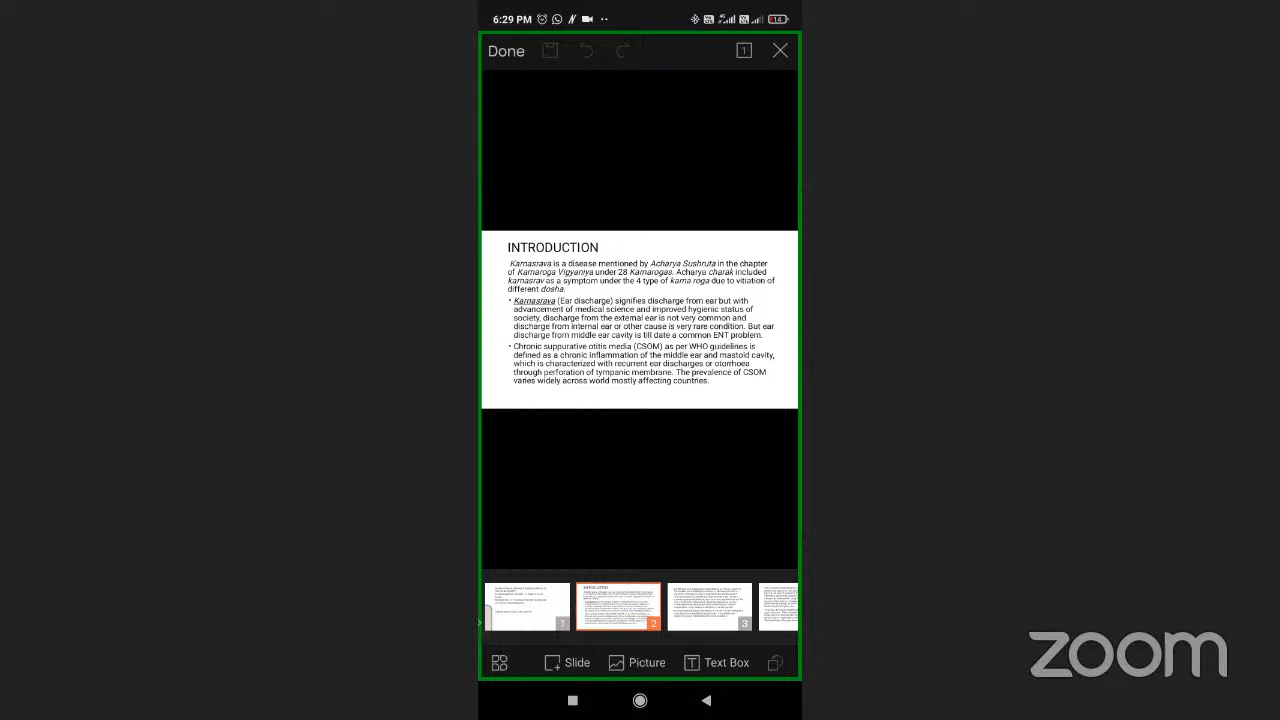 6:29 PM
14
Done
1
INTRODUCTION
Karnasrava is a disease mentioned by Acharya Sushruta in the chapter
of Karnaroga Vigyaniya under 28 Karnarogas. Acharya charak included
karnasrav as a symptom under the 4 type of karna roga due to vitiation of
different dosha.
• Karnasrava (Ear discharge) signifies discharge from ear but with
advancement of medical science and improved hygienic status of
society, discharge from the external ear is not very common and
discharge from internal ear or other cause is very rare condition. But ear
discharge from middle ear cavity is till date a common ENT problem.
• Chronic suppurative otitis media (CSOM) as per WHO guidelines is
defined as a chronic inflammation of the middle ear and mastoid cavity,
which is characterized with recurrent ear discharges or otorrhoea
through perforation of tympanic membrane. The prevalence of CSOM
varies widely across world mostly affecting countries.
INTRODUCTION
1
2
3
Slide
Picture
Text Box
zoom